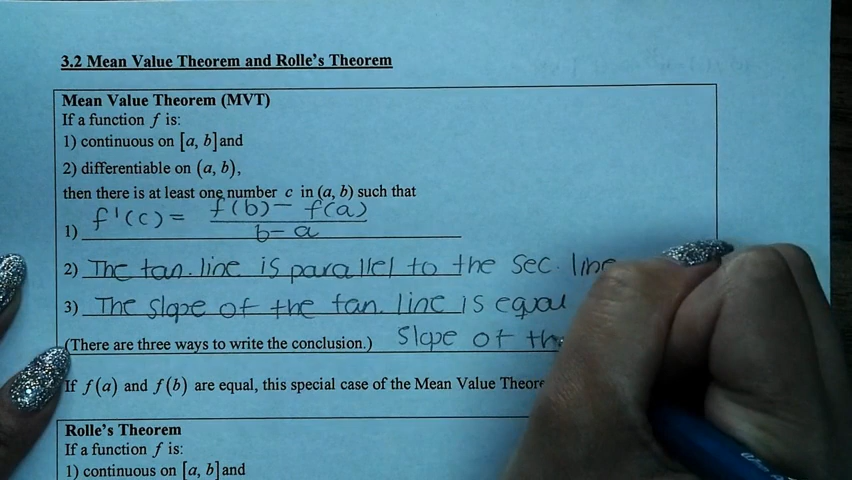 3.2 Mean Value Theorem and Rolle's Theorem
Mean Value Theorem (MVT)
If a function f is:
1) continuous on [a, b] and
2) differentiable on (a, b),
then there is at least one number c in (a, b) such that
1) f'(c) = f(b) - f(a) / b - a
2) The tan. line is parallel to the sec. line
3) The slope of the tan. line is equal
(There are three ways to write the conclusion.) slope of th
If f(a) and f(b) are equal, this special case of the Mean Value Theore
Rolle's Theorem
If a function f is:
1) continuous on [a, b] and